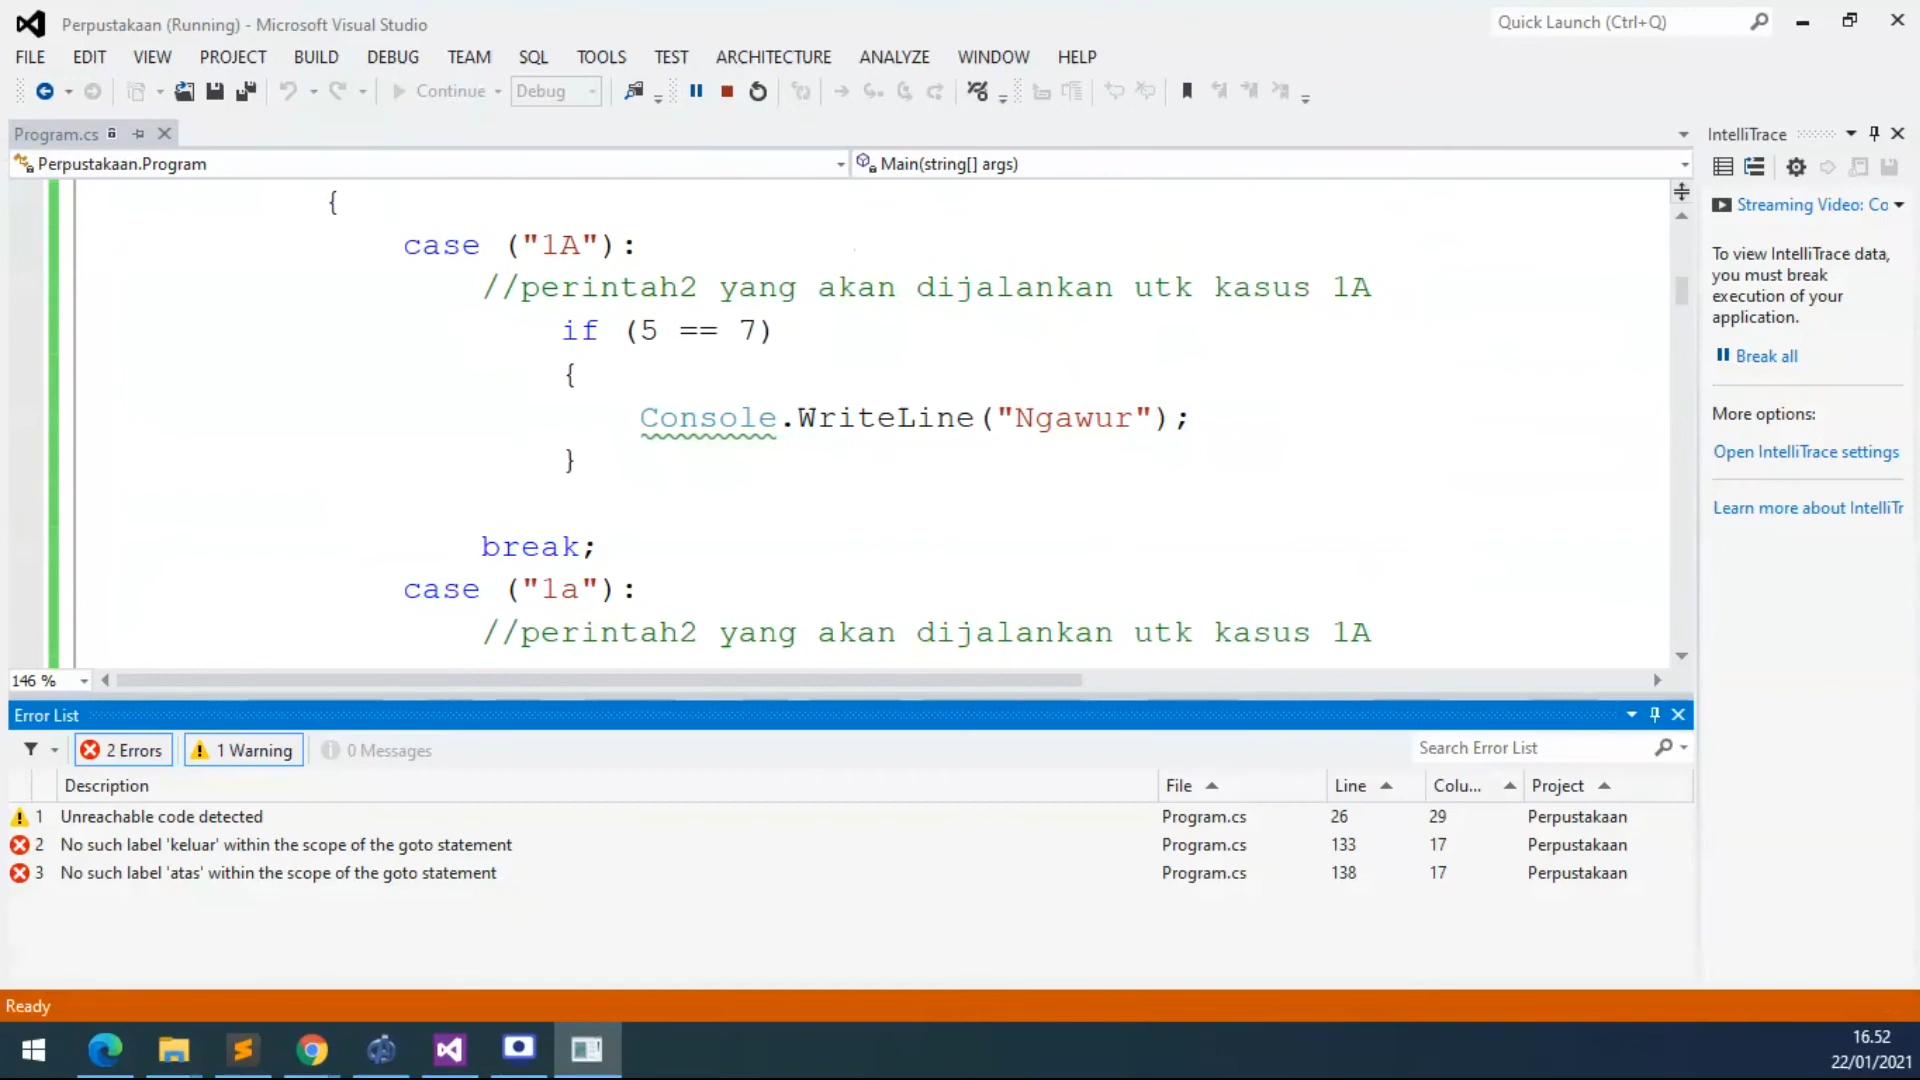 Perpustakaan (Running) - Microsoft Visual Studio
Quick Launch (Ctrl+Q)
FILE EDIT VIEW PROJECT BUILD DEBUG TEAM SQL TOOLS TEST ARCHITECTURE ANALYZE WINDOW HELP
Continue Debug
Program.cs
Perpustakaan.Program
Main(string[] args)
{
case ("1A"):
//perintah2 yang akan dijalankan utk kasus 1A
if (5 == 7)
{
Console.WriteLine("Ngawur");
}
break;
case ("1a"):
//perintah2 yang akan dijalankan utk kasus 1A
146 %
IntelliTrace
Streaming Video: Co
To view IntelliTrace data,
you must break
execution of your
application.
Break all
More options:
Open IntelliTrace settings
Learn more about IntelliTr
Error List
2 Errors 1 Warning 0 Messages
Search Error List
Description File Line Colu... Project
1 Unreachable code detected Program.cs 26 29 Perpustakaan
2 No such label 'keluar' within the scope of the goto statement Program.cs 133 17 Perpustakaan
3 No such label 'atas' within the scope of the goto statement Program.cs 138 17 Perpustakaan
Ready
16.52
22/01/2021